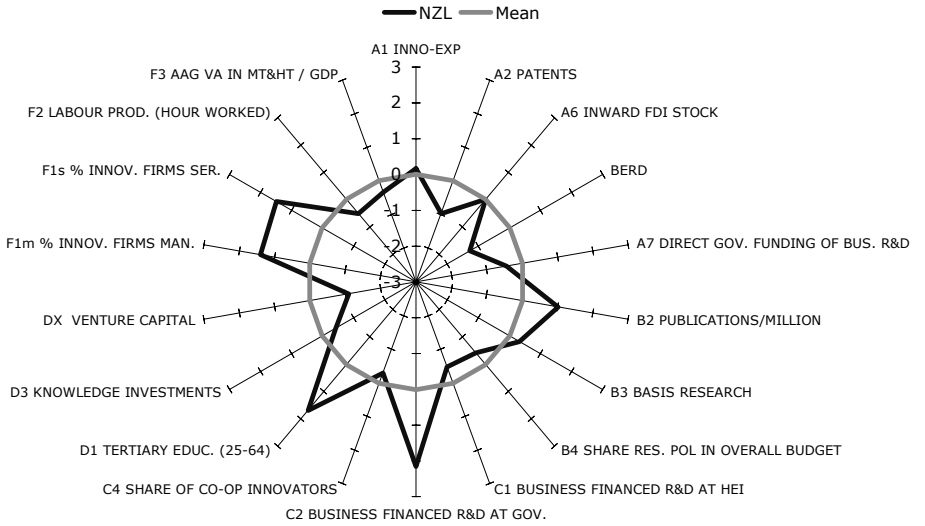 NZL Mean
A1 INNO-EXP
3
F3 AAG VA IN MT&HT / GDP
A2 PATENTS
2
F2 LABOUR PROD. (HOUR WORKED)
A6 INWARD FDI STOCK
1
F1s % INNOV. FIRMS SER.
0
BERD
-1
F1m % INNOV. FIRMS MAN.
A7 DIRECT GOV. FUNDING OF BUS. R&D
-2
-3
DX VENTURE CAPITAL
B2 PUBLICATIONS/MILLION
D3 KNOWLEDGE INVESTMENTS
B3 BASIS RESEARCH
D1 TERTIARY EDUC. (25-64)
B4 SHARE RES. POL IN OVERALL BUDGET
C4 SHARE OF CO-OP INNOVATORS
C1 BUSINESS FINANCED R&D AT HEI
C2 BUSINESS FINANCED R&D AT GOV.